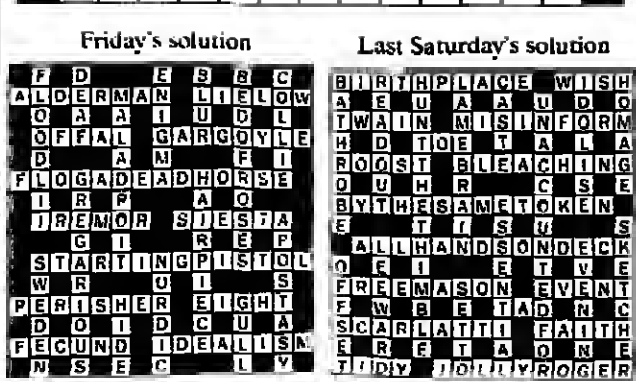 Friday's solution
F D E B B C
ALDERMAN LIELOW
OFFAL GARGOYLE
FLOGADEADHORSE
TREMOR SIESTA
STARTINGPISTOL
PERISHER EIGHT
FECUND IDEALISM
N S E C L Y
Last Saturday's solution
BIRTHPLACE WISH
A E U A A U D O
TWAIN MISINFORM
H D TOE T A L A
ROOST BLEACHING
O U H R C S E
BYTHESAMETOKEN
E T I S U
ALLHANDSONDECK
O E I E T V E
FREEMASON EVENT
F W B E TAD N C
SCARLATTI FAITH
E R F T A O N E
TIDY JOLLYROGER